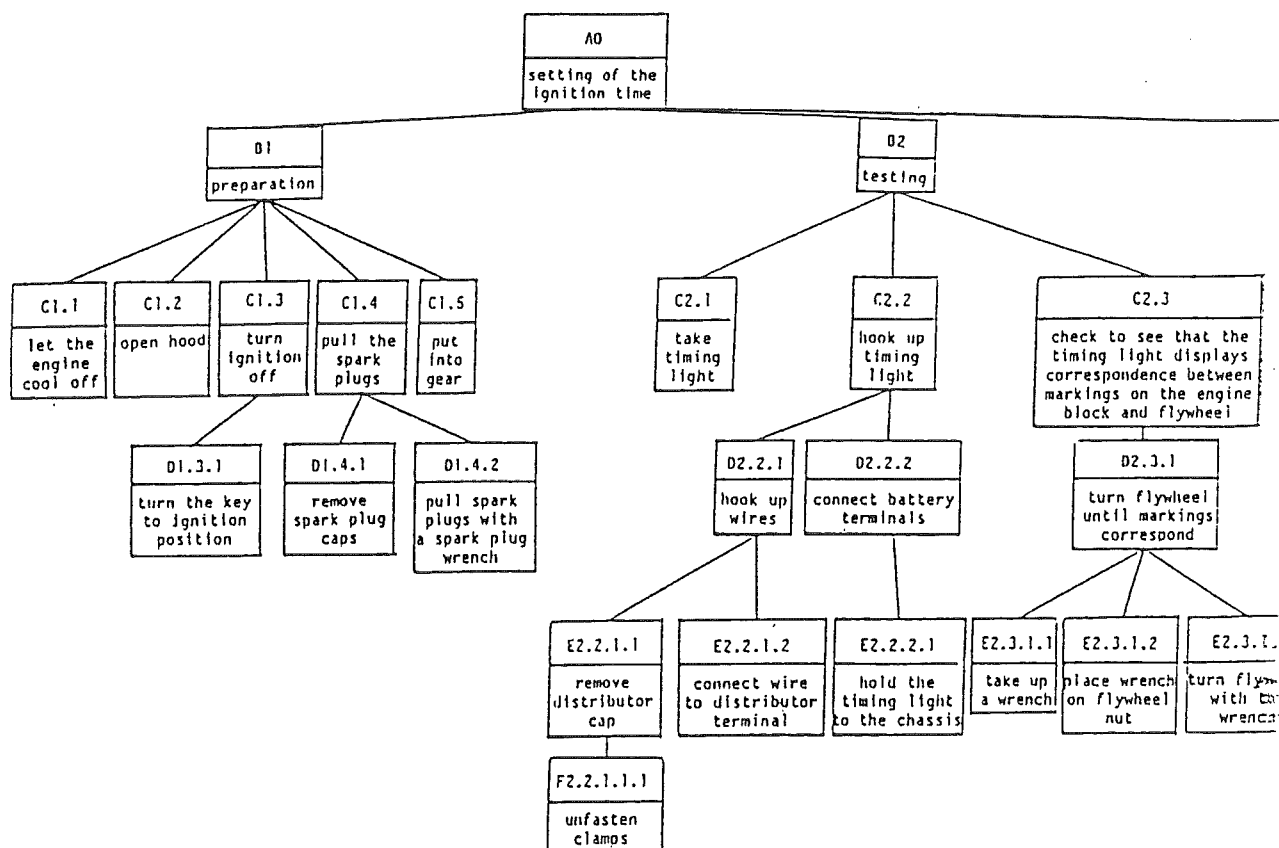 A0
setting of the
ignition time
B1
preparation
B2
testing
C1.1
let the
engine
cool off
C1.2
open hood
C1.3
turn
ignition
off
C1.4
pull the
spark
plugs
C1.5
put
into
gear
C2.1
take
timing
light
C2.2
hook up
timing
light
C2.3
check to see that the
timing light displays
correspondence between
markings on the engine
block and flywheel
D1.3.1
turn the key
to ignition
position
D1.4.1
remove
spark plug
caps
D1.4.2
pull spark
plugs with
a spark plug
wrench
D2.2.1
hook up
wires
D2.2.2
connect battery
terminals
D2.3.1
turn flywheel
until markings
correspond
E2.2.1.1
remove
distributor
cap
E2.2.1.2
connect wire
to distributor
terminal
E2.2.2.1
hold the
timing light
to the chassis
E2.3.1.1
take up
a wrench
E2.3.1.2
place wrench
on flywheel
nut
turn
with
F2.2.1.1.1
unfasten
clamps